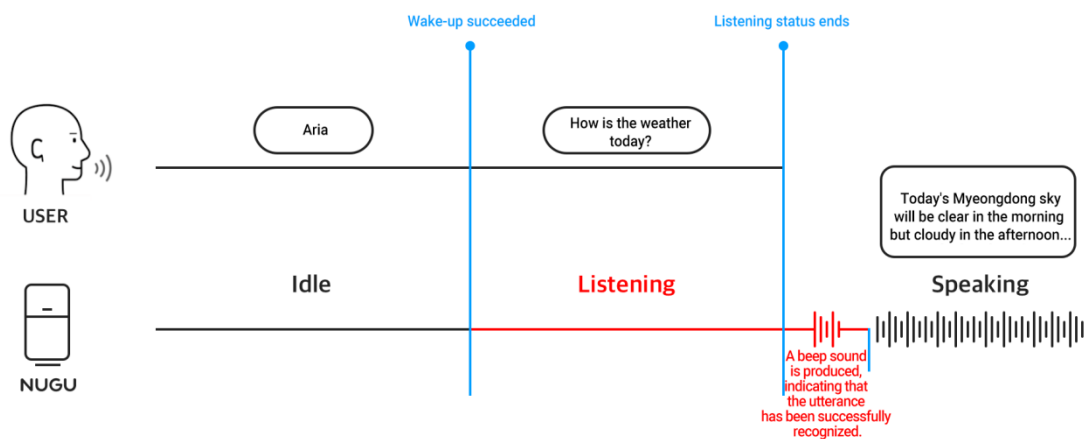 Wake-up succeeded
Listening status ends
Aria
How is the weather
today?
USER
Today's Myeongdong sky
will be clear in the morning
but cloudy in the afternoon...
Idle
Listening
Speaking
NUGU
A beep sound
is produced,
indicating that
the utterance
has been successfully
recognized.